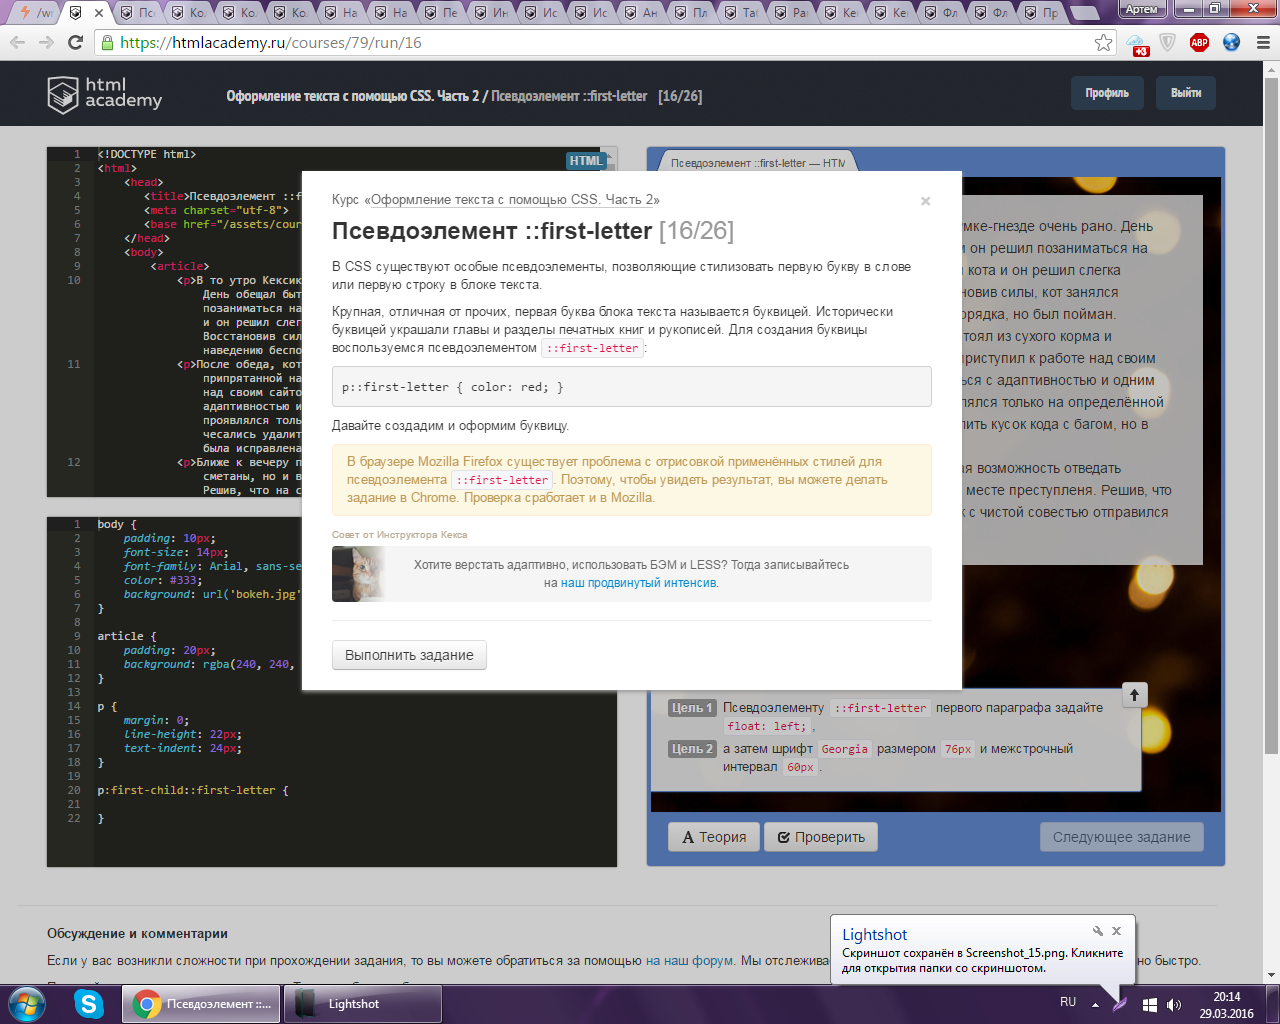 /w
Пс
Кол
Кол
Кол
На
На
Пе
Ин
Ис
Ис
Ан
Пл
Таб
Ра
Ке
Ке
Фл
Фл
Пр
Артем
https://htmlacademy.ru/courses/79/run/16
+3
ABP
html academy
Оформление текста с помощью CSS. Часть 2 / Псевдоэлемент ::first-letter [16/26]
Профиль
Выйти
HTML
1 <!DOCTYPE html>
2 <html>
3 <head>
4 <title>Псевдоэлемент ::f
5 <meta charset="utf-8">
6 <base href="/assets/cour
7 </head>
8 <body>
9 <article>
10 <p>В то утро Кексик
День обещал быт
позаниматься на
и он решил слег
Восстановив сил
наведению беспо
11 <p>После обеда, кот
припрятанной на
над своим сайто
адаптивностью и
проявлялся толь
чесались удалит
была исправлена
12 <p>Ближе к вечеру п
сметаны, но и в
Решив, что на с
1 body {
2 padding: 10px;
3 font-size: 14px;
4 font-family: Arial, sans-se
5 color: #333;
6 background: url('bokeh.jpg'
7 }
8
9 article {
10 padding: 20px;
11 background: rgba(240, 240,
12 }
13
14 p {
15 margin: 0;
16 line-height: 22px;
17 text-indent: 24px;
18 }
19
20 p:first-child::first-letter {
21
22 }
Курс «Оформление текста с помощью CSS. Часть 2»
×
Псевдоэлемент ::first-letter [16/26]
В CSS существуют особые псевдоэлементы, позволяющие стилизовать первую букву в слове
или первую строку в блоке текста.
Крупная, отличная от прочих, первая буква блока текста называется буквицей. Исторически
буквицей украшали главы и разделы печатных книг и рукописей. Для создания буквицы
воспользуемся псевдоэлементом ::first-letter:
p::first-letter { color: red; }
Давайте создадим и оформим буквицу.
В браузере Mozilla Firefox существует проблема с отрисовкой применённых стилей для
псевдоэлемента ::first-letter. Поэтому, чтобы увидеть результат, вы можете делать
задание в Chrome. Проверка сработает и в Mozilla.
Совет от Инструктора Кекса
Хотите верстать адаптивно, использовать БЭМ и LESS? Тогда записывайтесь
на наш продвинутый интенсив.
Выполнить задание
Псевдоэлемент ::first-letter — HTM
мке-гнезде очень рано. День
он решил позаниматься на
кота и он решил слегка
новив силы, кот занялся
орядка, но был пойман.
тоял из сухого корма и
приступил к работе над своим
ься с адаптивностью и одним
лялся только на определённой
лить кусок кода с багом, но в
ая возможность отведать
месте преступленя. Решив, что
с чистой совестью отправился
Цель 1 Псевдоэлементу ::first-letter первого параграфа задайте
float: left;,
Цель 2 а затем шрифт Georgia размером 76px и межстрочный
интервал 60px.
Теория
Проверить
Следующее задание
Обсуждение и комментарии
Если у вас возникли сложности при прохождении задания, то вы можете обратиться за помощью на наш форум. Мы отслежива
но быстро.
Lightshot
Скриншот сохранён в Screenshot_15.png. Кликните
для открытия папки со скриншотом.
Псевдоэлемент ::...
Lightshot
RU
20:14
29.03.2016